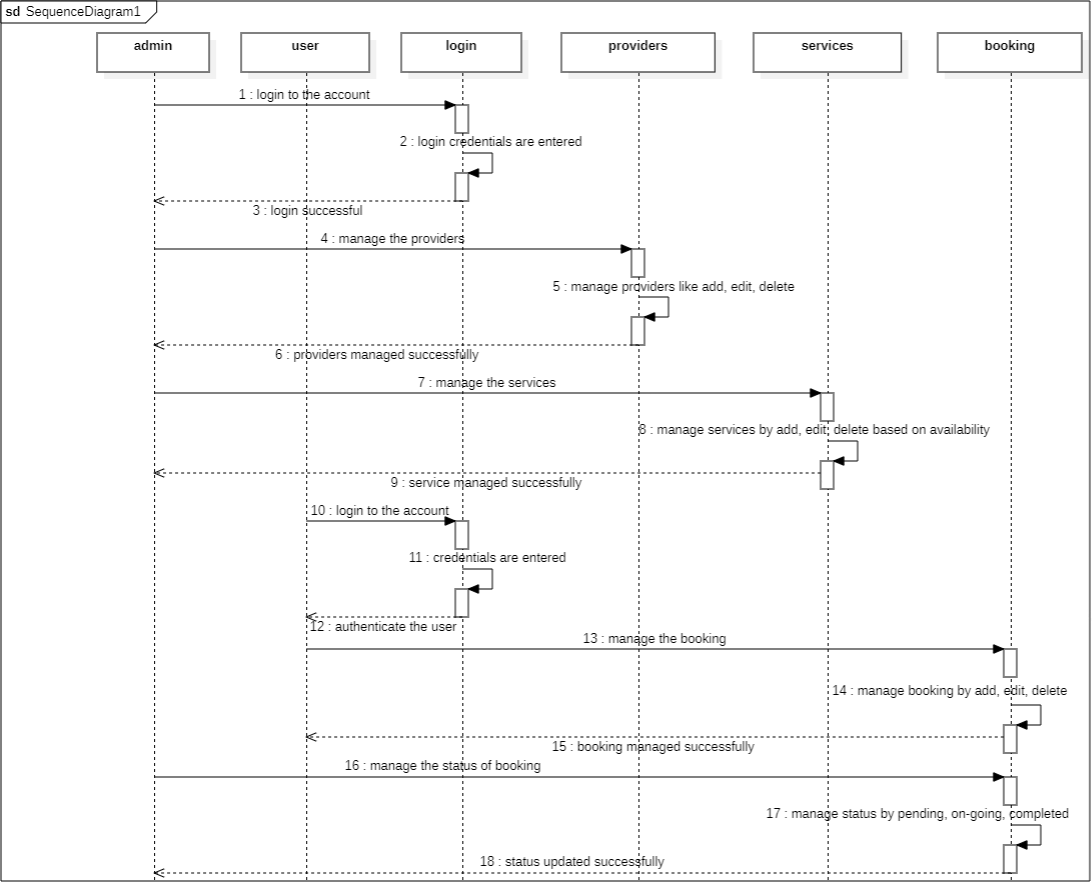 sd SequenceDiagram1
admin user login providers services booking
1 : login to the account
2 : login credentials are entered
3 : login successful
4 : manage the providers
5 : manage providers like add, edit, delete
6 : providers managed successfully
7 : manage the services
8 : manage services by add, edit, delete based on availability
9 : service managed successfully
10 : login to the account
11 : credentials are entered
12 : authenticate the user
13 : manage the booking
14 : manage booking by add, edit, delete
15 : booking managed successfully
16 : manage the status of booking
17 : manage status by pending, on-going, completed
18 : status updated successfully